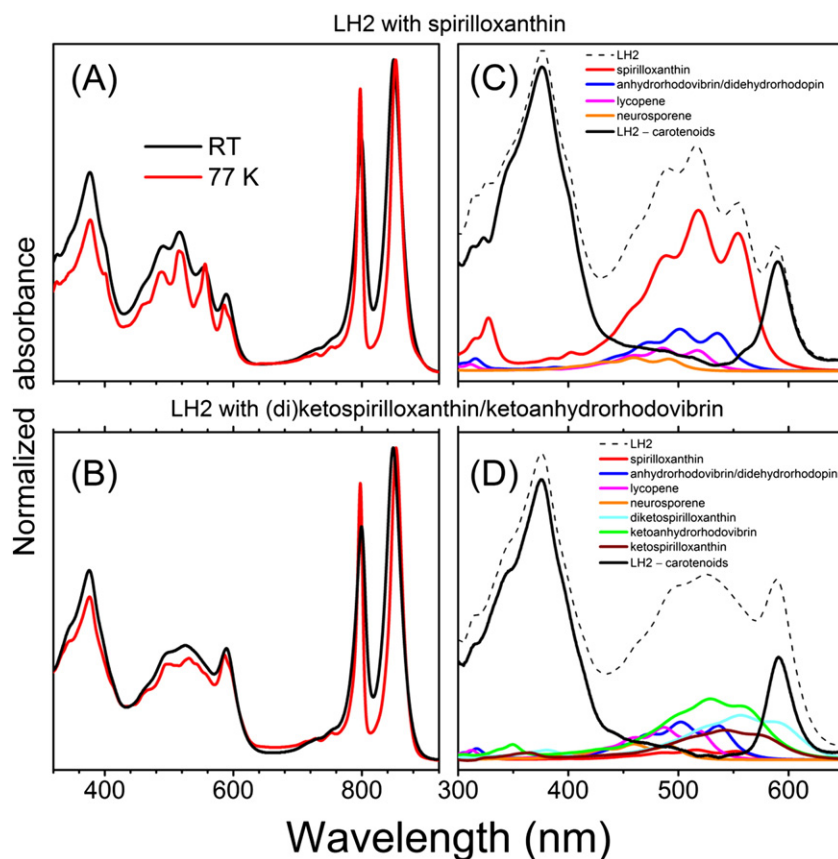 LH2 with spirilloxanthin
(A)
RT
77 K
(C)
LH2
spirilloxanthin
anhydrorhodovibrin/didehydrorhodopin
lycopene
neurosporene
LH2 – carotenoids
LH2 with (di)ketospirilloxanthin/ketoanhydrorhodovibrin
(B)
(D)
LH2
spirilloxanthin
anhydrorhodovibrin/didehydrorhodopin
lycopene
neurosporene
diketospirilloxanthin
ketoanhydrorhodovibrin
ketospirilloxanthin
LH2 – carotenoids
Normalized absorbance
400 600 800 300 400 500 600
Wavelength (nm)